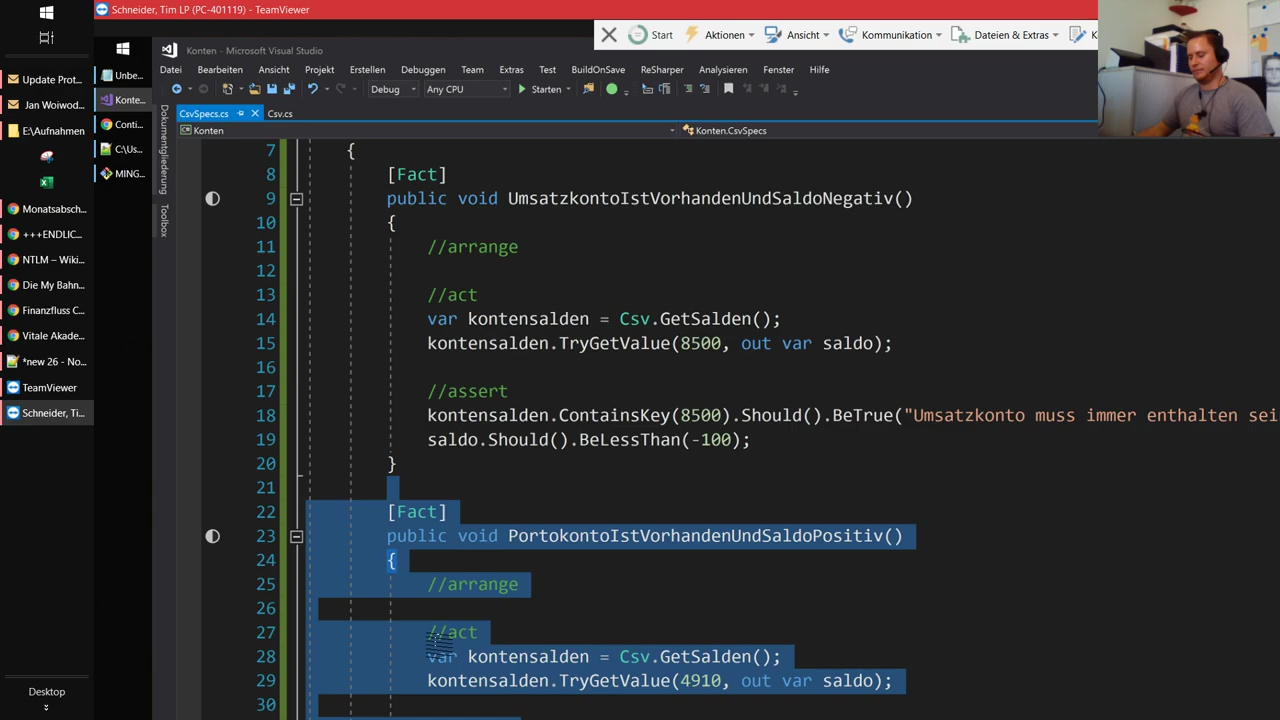 Schneider, Tim LP (PC-401119) - TeamViewer
Start
Aktionen
Ansicht
Kommunikation
Dateien & Extras
K
Konten - Microsoft Visual Studio
Datei Bearbeiten Ansicht Projekt Erstellen Debuggen Team Extras Test BuildOnSave ReSharper Analysieren Fenster Hilfe
Debug Any CPU Starten
CsvSpecs.cs Csv.cs
Konten Konten.CsvSpecs
Dokumentgliederung
Toolbox
Update Prot...
Jan Woiwod...
E:\Aufnahmen
Monatsabsch...
+++ENDLIC...
NTLM – Wiki...
Die My Bahn...
Finanzfluss C...
Vitale Akade...
*new 26 - No...
TeamViewer
Schneider, Ti...
Desktop
Unbe...
Konte...
Conti...
C:\Us...
MING...
7 {
8 [Fact]
9 public void UmsatzkontoIstVorhandenUndSaldoNegativ()
10 {
11 //arrange
12
13 //act
14 var kontensalden = Csv.GetSalden();
15 kontensalden.TryGetValue(8500, out var saldo);
16
17 //assert
18 kontensalden.ContainsKey(8500).Should().BeTrue("Umsatzkonto muss immer enthalten sei
19 saldo.Should().BeLessThan(-100);
20 }
21
22 [Fact]
23 public void PortokontoIstVorhandenUndSaldoPositiv()
24 {
25 //arrange
26
27 //act
28 var kontensalden = Csv.GetSalden();
29 kontensalden.TryGetValue(4910, out var saldo);
30